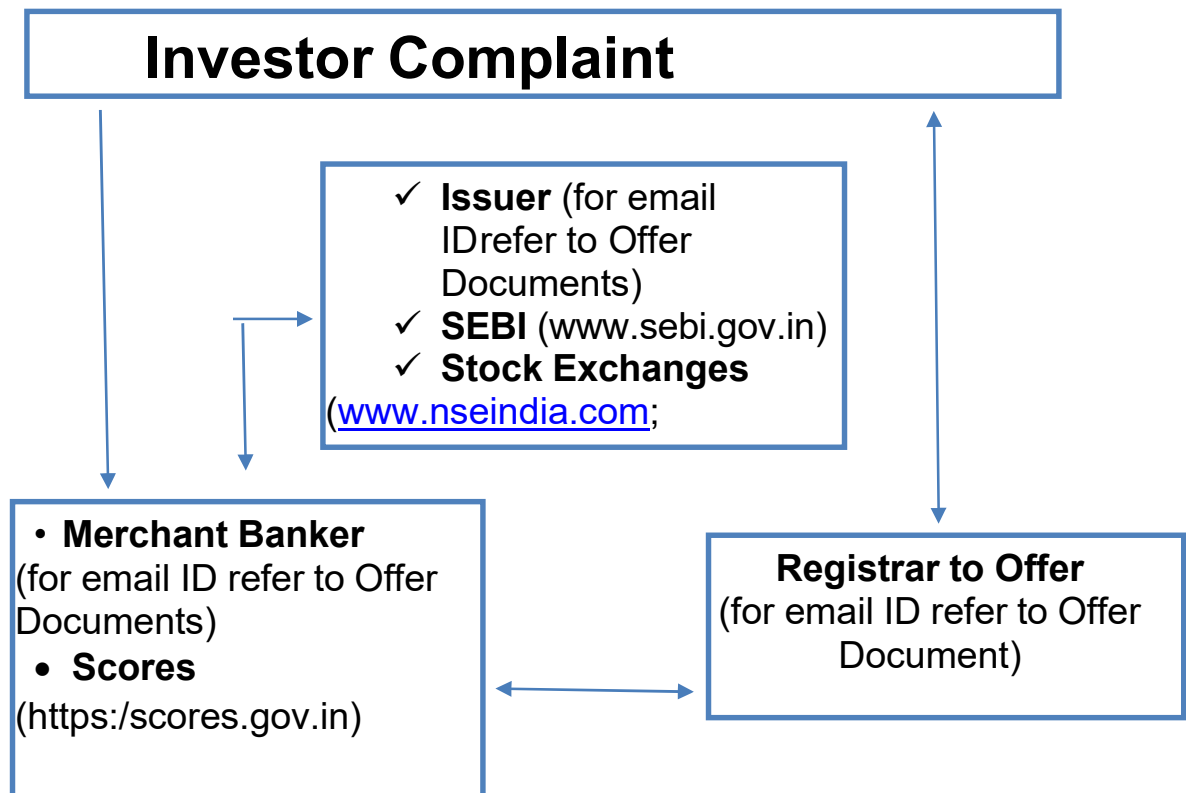 Investor Complaint
✓ Issuer (for email
IDrefer to Offer
Documents)
✓ SEBI (www.sebi.gov.in)
✓ Stock Exchanges
(www.nseindia.com;
• Merchant Banker
(for email ID refer to Offer
Documents)
• Scores
(https:/scores.gov.in)
Registrar to Offer
(for email ID refer to Offer
Document)